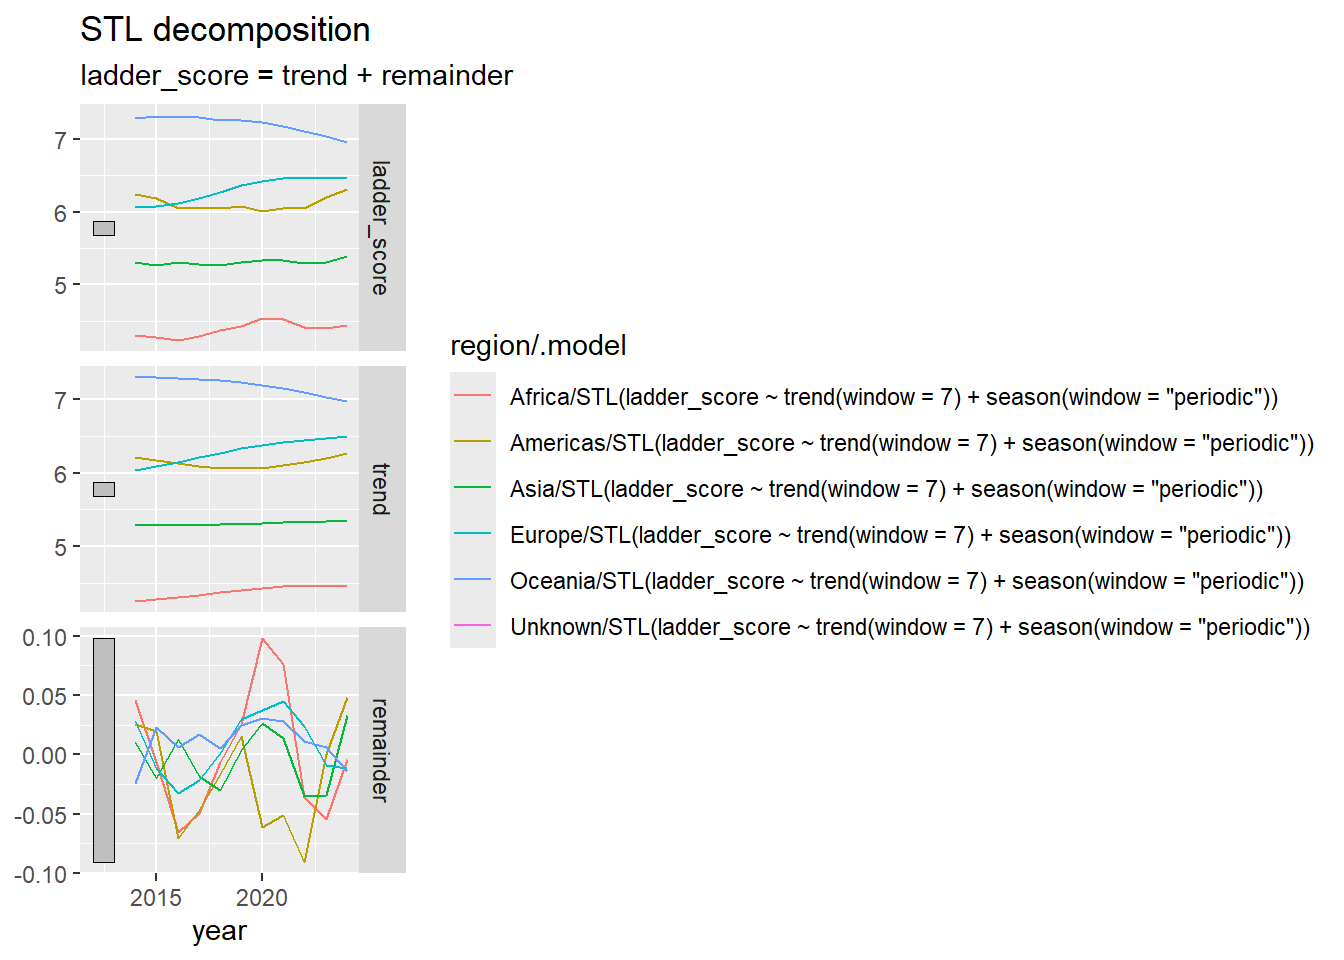 STL decomposition
ladder_score = trend + remainder
7
6
5
ladder_score
7
6
5
trend
0.10
0.05
0.00
-0.05
-0.10
remainder
2015 2020
year
region/.model
Africa/STL(ladder_score ~ trend(window = 7) + season(window = "periodic"))
Americas/STL(ladder_score ~ trend(window = 7) + season(window = "periodic"))
Asia/STL(ladder_score ~ trend(window = 7) + season(window = "periodic"))
Europe/STL(ladder_score ~ trend(window = 7) + season(window = "periodic"))
Oceania/STL(ladder_score ~ trend(window = 7) + season(window = "periodic"))
Unknown/STL(ladder_score ~ trend(window = 7) + season(window = "periodic"))